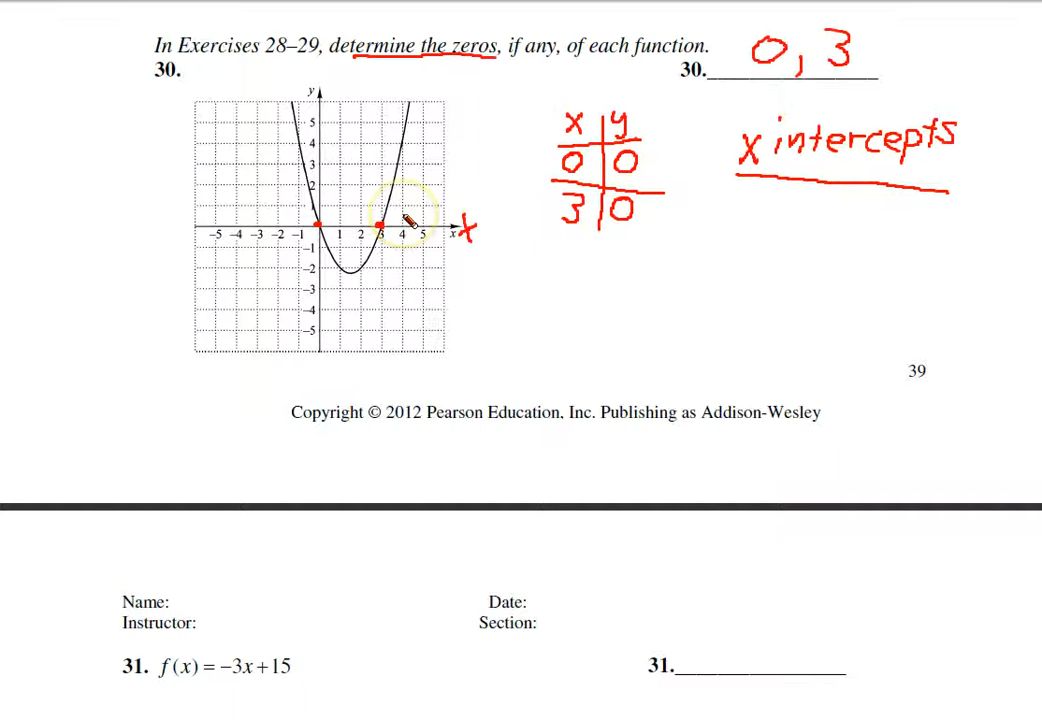 In Exercises 28–29, determine the zeros, if any, of each function.
30.
30. 0, 3
y
5
4
3
2
1
–5 –4 –3 –2 –1 1 2 3 4 5 x x
–1
–2
–3
–4
–5
x y
0 0
3 0
x intercepts
39
Copyright © 2012 Pearson Education, Inc. Publishing as Addison-Wesley
Name: Date:
Instructor: Section:
31. f(x) = –3x+15 31.